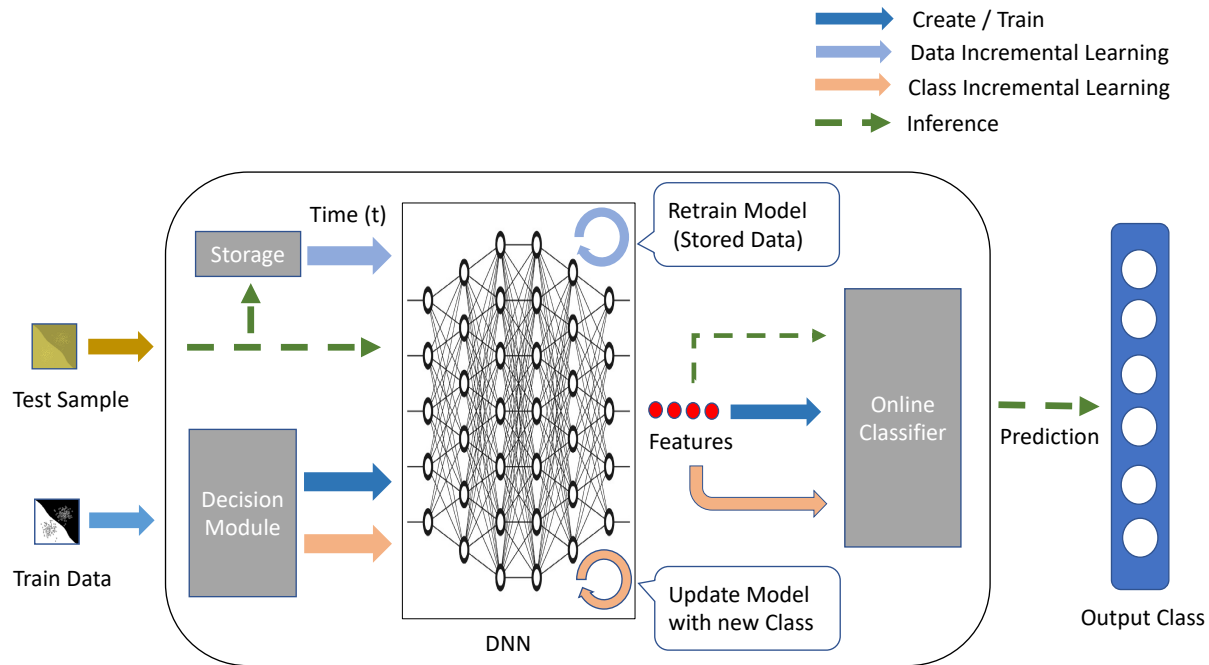 Create / Train
Data Incremental Learning
Class Incremental Learning
Inference
Time (t)
Retrain Model
(Stored Data)
Storage
Test Sample
Online
Classifier
Features
Prediction
Decision
Module
Train Data
Update Model
with new Class
Output Class
DNN